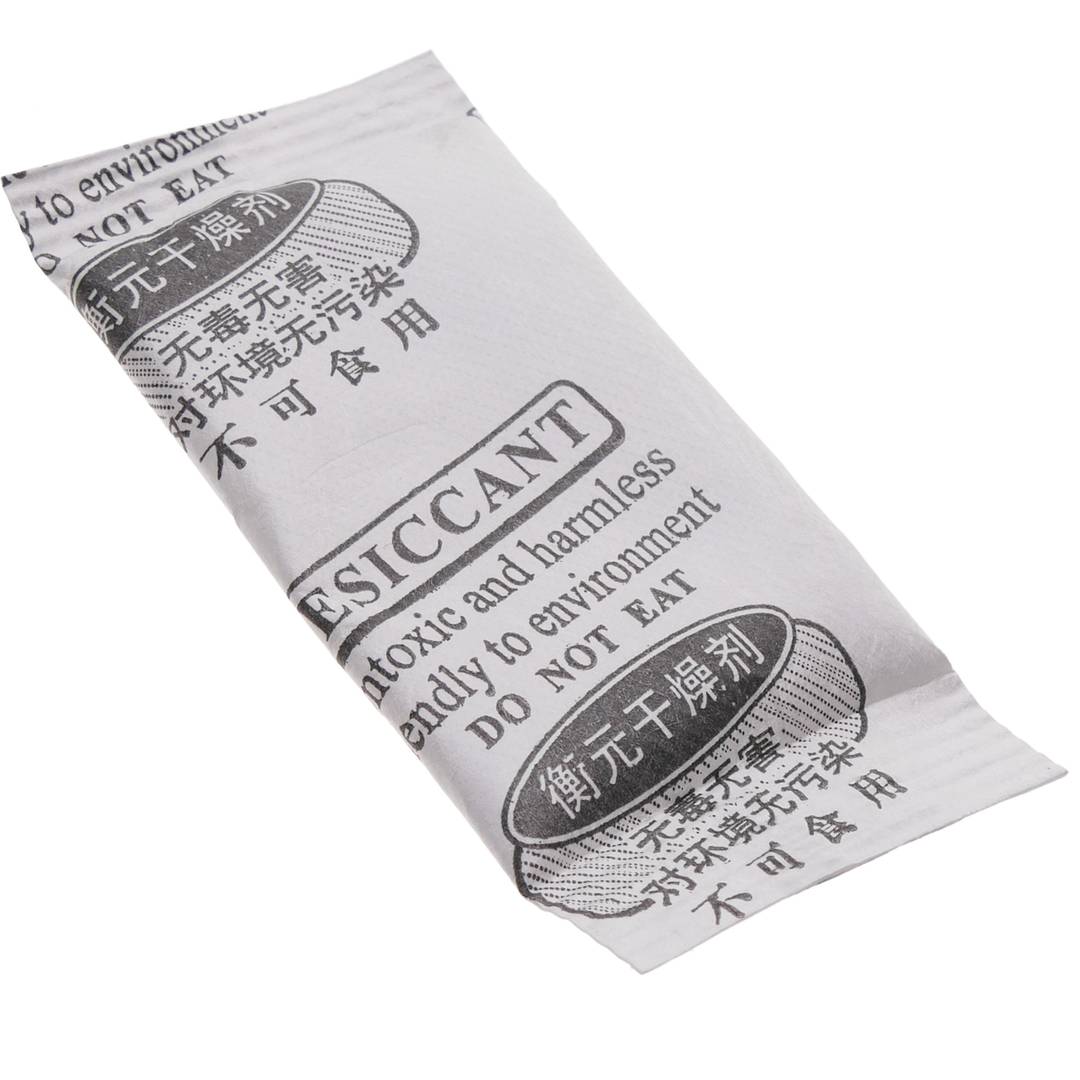 to environment
NOT EAT
衡元干燥剂
无毒无害
对环境无污染
不可食用
ESICCANT
ntoxic and harmless
endly to environment
DO NOT EAT
衡元干燥剂
无毒无害
对环境无污染
不可食用